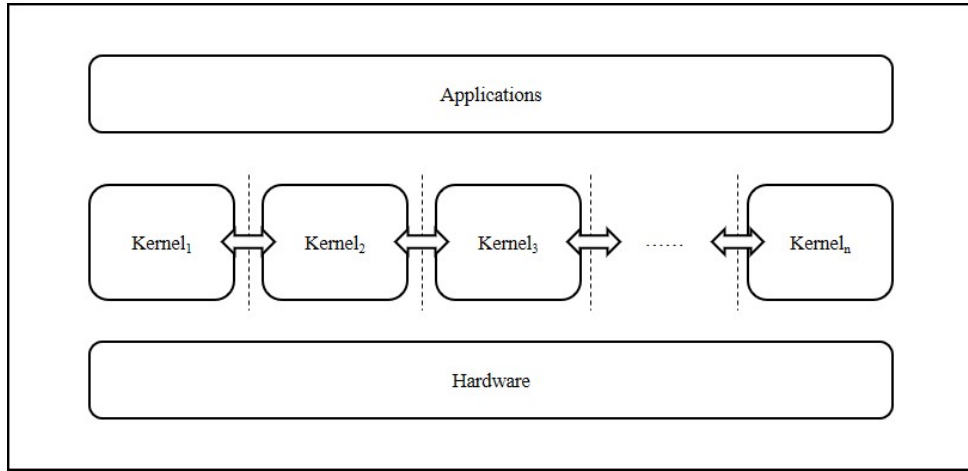 Applications
Kernel₁ Kernel₂ Kernel₃ ...... Kernelₙ
Hardware